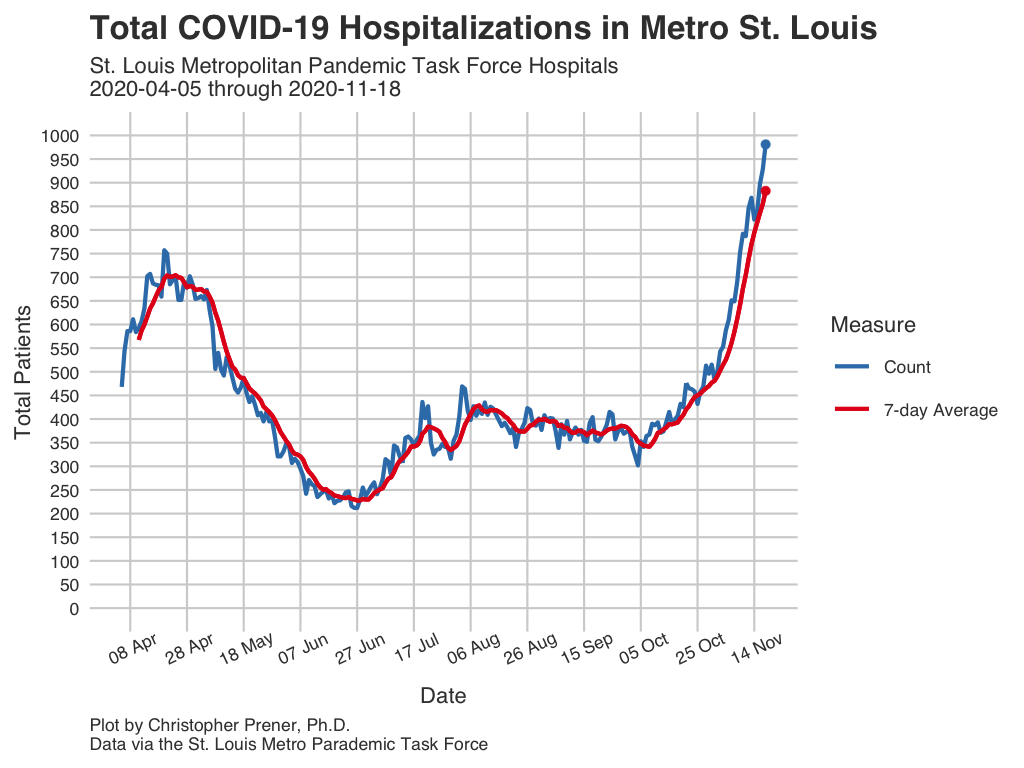 Total COVID-19 Hospitalizations in Metro St. Louis
St. Louis Metropolitan Pandemic Task Force Hospitals
2020-04-05 through 2020-11-18
Total Patients
1000
950
900
850
800
750
700
650
600
550
500
450
400
350
300
250
200
150
100
50
0
08 Apr
28 Apr
18 May
07 Jun
27 Jun
17 Jul
06 Aug
26 Aug
15 Sep
05 Oct
25 Oct
14 Nov
Date
Measure
Count
7-day Average
Plot by Christopher Prener, Ph.D.
Data via the St. Louis Metro Parademic Task Force